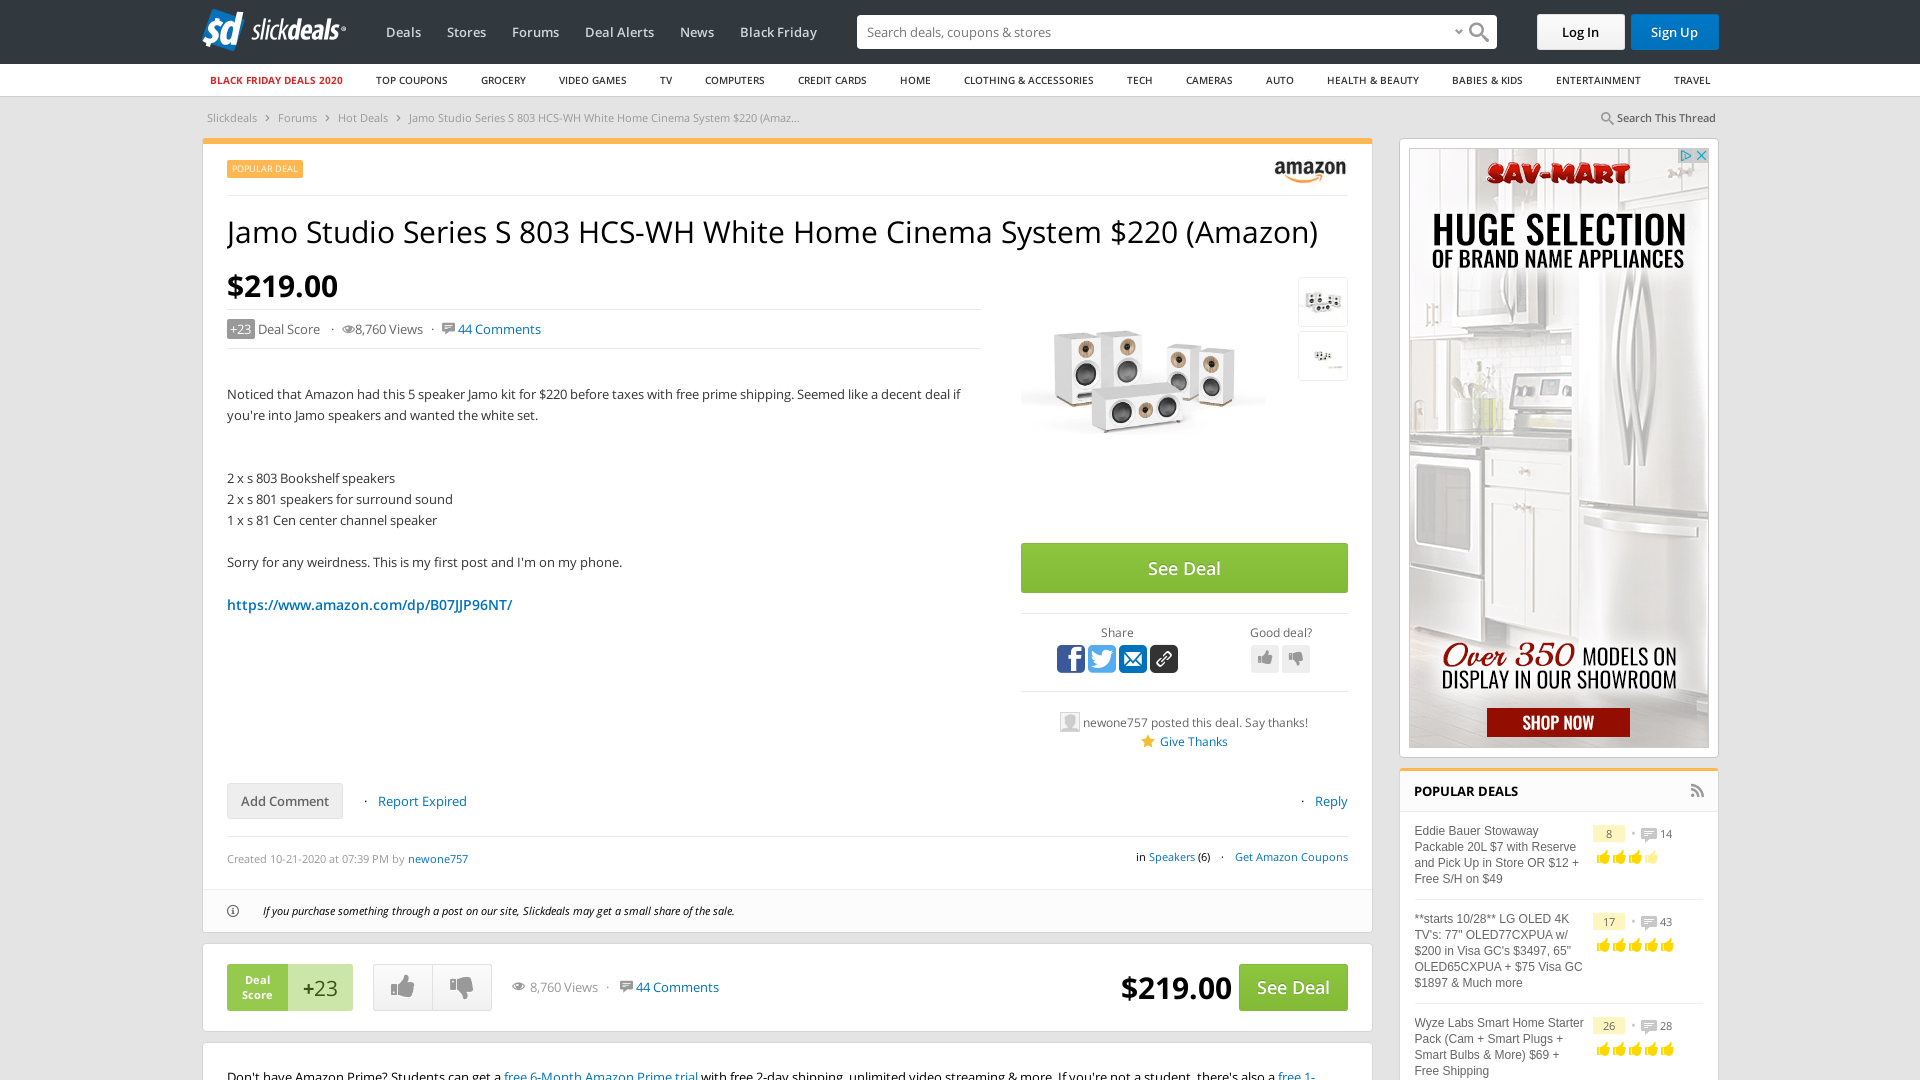 sd slickdeals
Deals Stores Forums Deal Alerts News Black Friday
Search deals, coupons & stores
Log In Sign Up
BLACK FRIDAY DEALS 2020 TOP COUPONS GROCERY VIDEO GAMES TV COMPUTERS CREDIT CARDS HOME CLOTHING & ACCESSORIES TECH CAMERAS AUTO HEALTH & BEAUTY BABIES & KIDS ENTERTAINMENT TRAVEL
Slickdeals › Forums › Hot Deals › Jamo Studio Series S 803 HCS-WH White Home Cinema System $220 (Amaz...
Search This Thread
POPULAR DEAL
amazon
Jamo Studio Series S 803 HCS-WH White Home Cinema System $220 (Amazon)
$219.00
+23 Deal Score · 8,760 Views · 44 Comments
Noticed that Amazon had this 5 speaker Jamo kit for $220 before taxes with free prime shipping. Seemed like a decent deal if
you're into Jamo speakers and wanted the white set.
2 x s 803 Bookshelf speakers
2 x s 801 speakers for surround sound
1 x s 81 Cen center channel speaker
Sorry for any weirdness. This is my first post and I'm on my phone.
https://www.amazon.com/dp/B07JJP96NT/
See Deal
Share
Good deal?
newone757 posted this deal. Say thanks!
Give Thanks
Add Comment · Report Expired
· Reply
Created 10-21-2020 at 07:39 PM by newone757
in Speakers (6) · Get Amazon Coupons
If you purchase something through a post on our site, Slickdeals may get a small share of the sale.
Deal
Score
+23
8,760 Views · 44 Comments
$219.00
See Deal
Don't have Amazon Prime? Students can get a free 6-Month Amazon Prime trial with free 2-day shipping, unlimited video streaming & more. If you're not a student, there's also a free 1-
SAV-MART
HUGE SELECTION
OF BRAND NAME APPLIANCES
Over 350 MODELS ON
DISPLAY IN OUR SHOWROOM
SHOP NOW
POPULAR DEALS
Eddie Bauer Stowaway
Packable 20L $7 with Reserve
and Pick Up in Store OR $12 +
Free S/H on $49
8 • 14
**starts 10/28** LG OLED 4K
TV's: 77" OLED77CXPUA w/
$200 in Visa GC's $3497, 65"
OLED65CXPUA + $75 Visa GC
$1897 & Much more
17 • 43
Wyze Labs Smart Home Starter
Pack (Cam + Smart Plugs +
Smart Bulbs & More) $69 +
Free Shipping
26 • 28